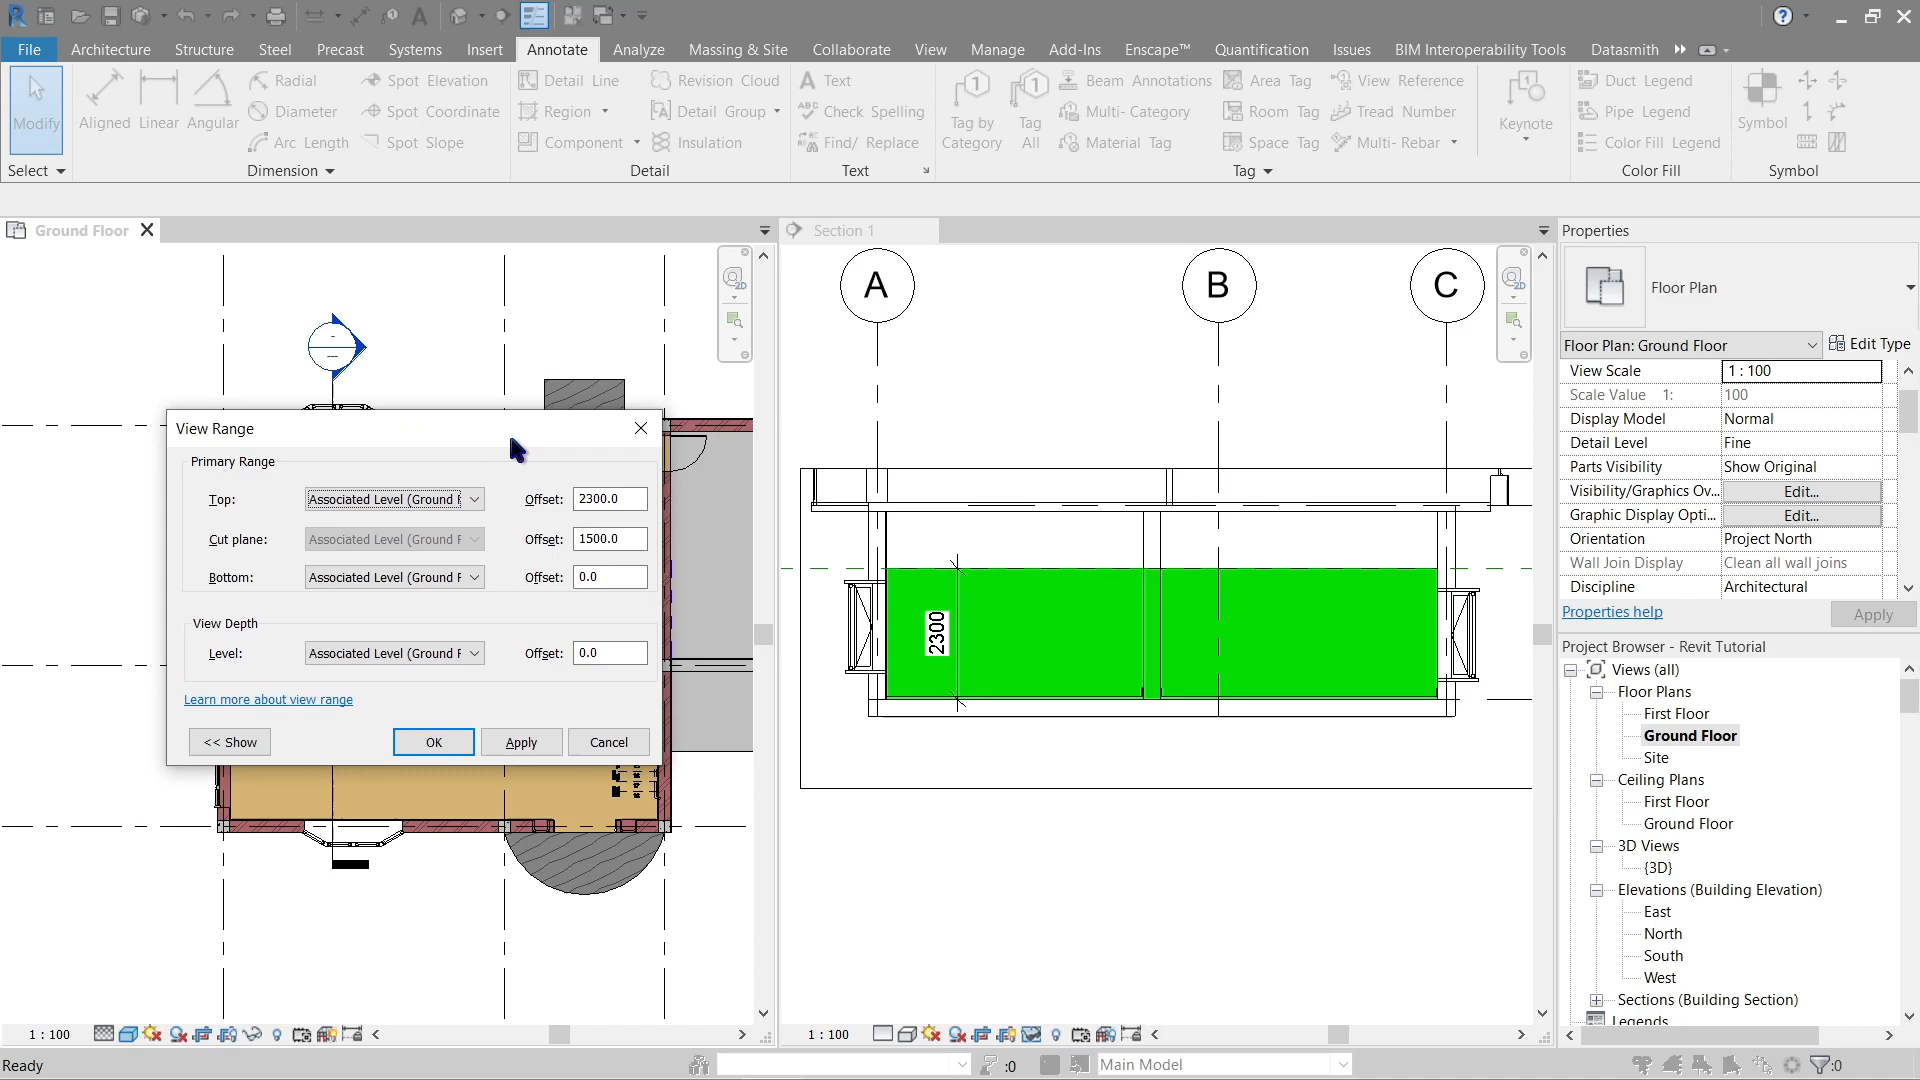 File Architecture Structure Steel Precast Systems Insert Annotate Analyze Massing & Site Collaborate View Manage Add-Ins Enscape™ Quantification Issues BIM Interoperability Tools Datasmith
Modify
Aligned Linear Angular
Radial
Diameter
Arc Length
Spot Elevation
Spot Coordinate
Spot Slope
Detail Line
Region
Component
Revision Cloud
Detail Group
Insulation
Text
Check Spelling
Find/ Replace
Tag by Category
Tag All
Beam Annotations
Multi- Category
Material Tag
Area Tag
Room Tag
Space Tag
View Reference
Tread Number
Multi- Rebar
Keynote
Duct Legend
Pipe Legend
Color Fill Legend
Symbol
Select Dimension Detail Text Tag Color Fill Symbol
Ground Floor
Section 1
2D
2D
A B C
2300
View Range
Primary Range
Top: Associated Level (Ground F Offset: 2300.0
Cut plane: Associated Level (Ground F Offset: 1500.0
Bottom: Associated Level (Ground F Offset: 0.0
View Depth
Level: Associated Level (Ground F Offset: 0.0
Learn more about view range
<< Show OK Apply Cancel
Properties
Floor Plan
Floor Plan: Ground Floor Edit Type
View Scale 1 : 100
Scale Value 1: 100
Display Model Normal
Detail Level Fine
Parts Visibility Show Original
Visibility/Graphics Ov... Edit...
Graphic Display Opti... Edit...
Orientation Project North
Wall Join Display Clean all wall joins
Discipline Architectural
Properties help Apply
Project Browser - Revit Tutorial
Views (all)
Floor Plans
First Floor
Ground Floor
Site
Ceiling Plans
First Floor
Ground Floor
3D Views
{3D}
Elevations (Building Elevation)
East
North
South
West
Sections (Building Section)
Legends
1 : 100
1 : 100
Ready :0 Main Model :0